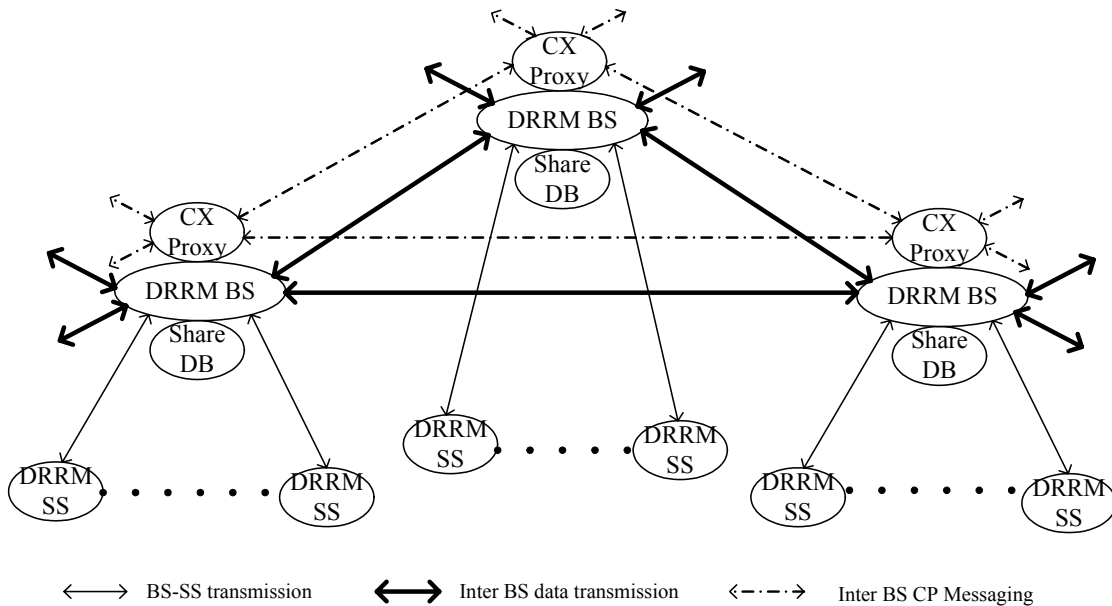 CX
Proxy
DRRM BS
Share
DB
CX
Proxy
DRRM BS
Share
DB
CX
Proxy
DRRM BS
Share
DB
DRRM
SS
DRRM
SS
DRRM
SS
DRRM
SS
DRRM
SS
DRRM
SS
BS-SS transmission
Inter BS data transmission
Inter BS CP Messaging